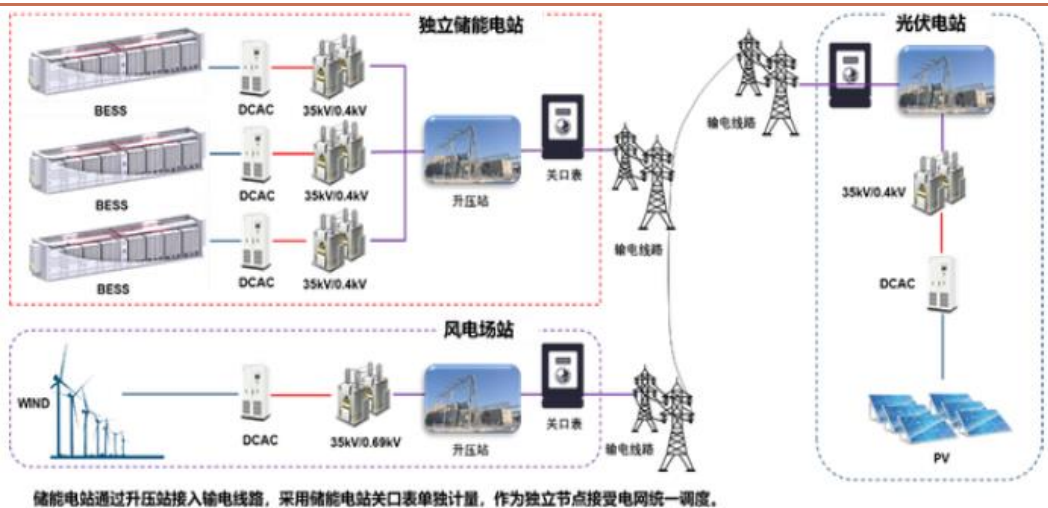 独立储能电站
BESS
DCAC
35kV/0.4kV
BESS
DCAC
35kV/0.4kV
BESS
DCAC
35kV/0.4kV
升压站
关口表
输电线路
输电线路
光伏电站
35kV/0.4kV
DCAC
PV
风电场站
WIND
DCAC
35kV/0.69kV
升压站
关口表
输电线路
储能电站通过升压站接入输电线路，采用储能电站关口表单独计量，作为独立节点接受电网统一调度。